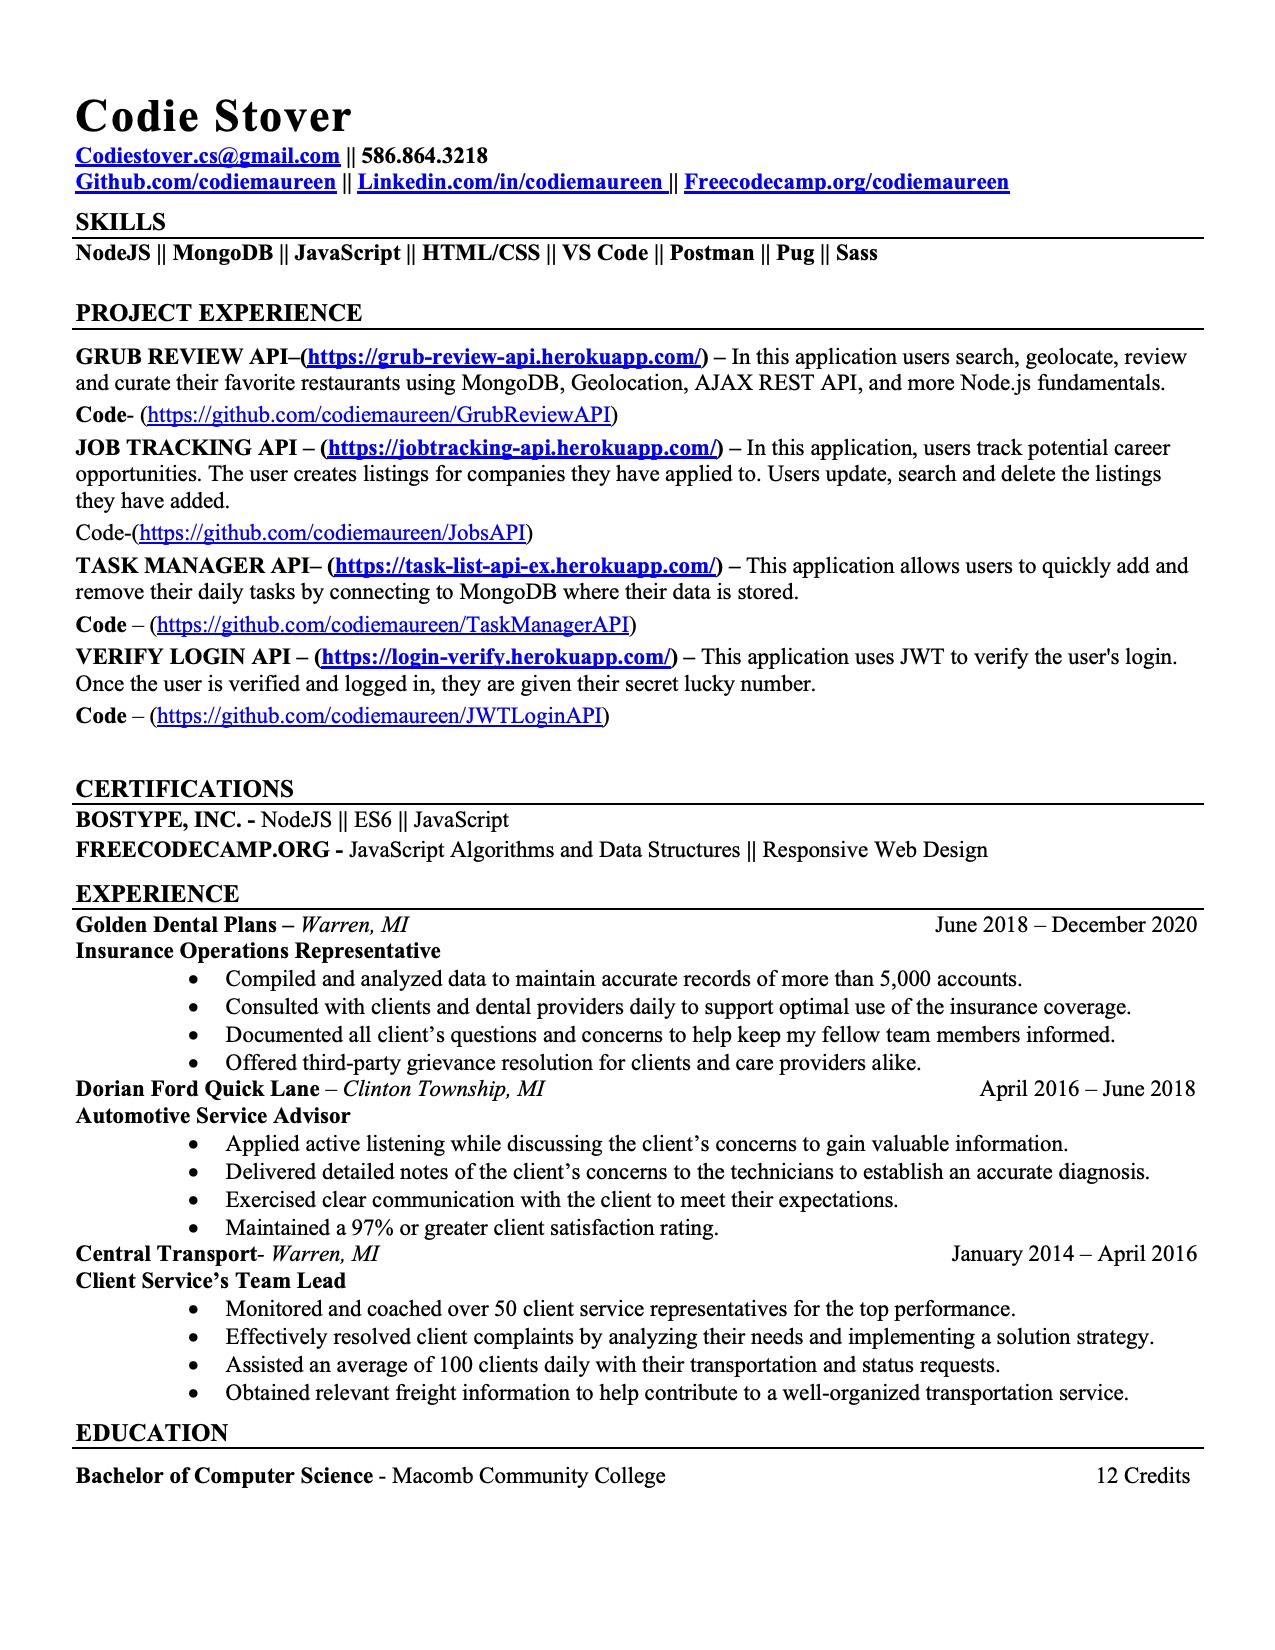 Codie Stover
Codiestover.cs@gmail.com || 586.864.3218
Github.com/codiemaureen || Linkedin.com/in/codiemaureen || Freecodecamp.org/codiemaureen
SKILLS
NodeJS || MongoDB || JavaScript || HTML/CSS || VS Code || Postman || Pug || Sass
PROJECT EXPERIENCE
GRUB REVIEW API–(https://grub-review-api.herokuapp.com/) – In this application users search, geolocate, review
and curate their favorite restaurants using MongoDB, Geolocation, AJAX REST API, and more Node.js fundamentals.
Code- (https://github.com/codiemaureen/GrubReviewAPI)
JOB TRACKING API – (https://jobtracking-api.herokuapp.com/) – In this application, users track potential career
opportunities. The user creates listings for companies they have applied to. Users update, search and delete the listings
they have added.
Code-(https://github.com/codiemaureen/JobsAPI)
TASK MANAGER API– (https://task-list-api-ex.herokuapp.com/) – This application allows users to quickly add and
remove their daily tasks by connecting to MongoDB where their data is stored.
Code – (https://github.com/codiemaureen/TaskManagerAPI)
VERIFY LOGIN API – (https://login-verify.herokuapp.com/) – This application uses JWT to verify the user's login.
Once the user is verified and logged in, they are given their secret lucky number.
Code – (https://github.com/codiemaureen/JWTLoginAPI)
CERTIFICATIONS
BOSTYPE, INC. - NodeJS || ES6 || JavaScript
FREECODECAMP.ORG - JavaScript Algorithms and Data Structures || Responsive Web Design
EXPERIENCE
Golden Dental Plans – Warren, MI June 2018 – December 2020
Insurance Operations Representative
• Compiled and analyzed data to maintain accurate records of more than 5,000 accounts.
• Consulted with clients and dental providers daily to support optimal use of the insurance coverage.
• Documented all client’s questions and concerns to help keep my fellow team members informed.
• Offered third-party grievance resolution for clients and care providers alike.
Dorian Ford Quick Lane – Clinton Township, MI April 2016 – June 2018
Automotive Service Advisor
• Applied active listening while discussing the client’s concerns to gain valuable information.
• Delivered detailed notes of the client’s concerns to the technicians to establish an accurate diagnosis.
• Exercised clear communication with the client to meet their expectations.
• Maintained a 97% or greater client satisfaction rating.
Central Transport- Warren, MI January 2014 – April 2016
Client Service’s Team Lead
• Monitored and coached over 50 client service representatives for the top performance.
• Effectively resolved client complaints by analyzing their needs and implementing a solution strategy.
• Assisted an average of 100 clients daily with their transportation and status requests.
• Obtained relevant freight information to help contribute to a well-organized transportation service.
EDUCATION
Bachelor of Computer Science - Macomb Community College 12 Credits